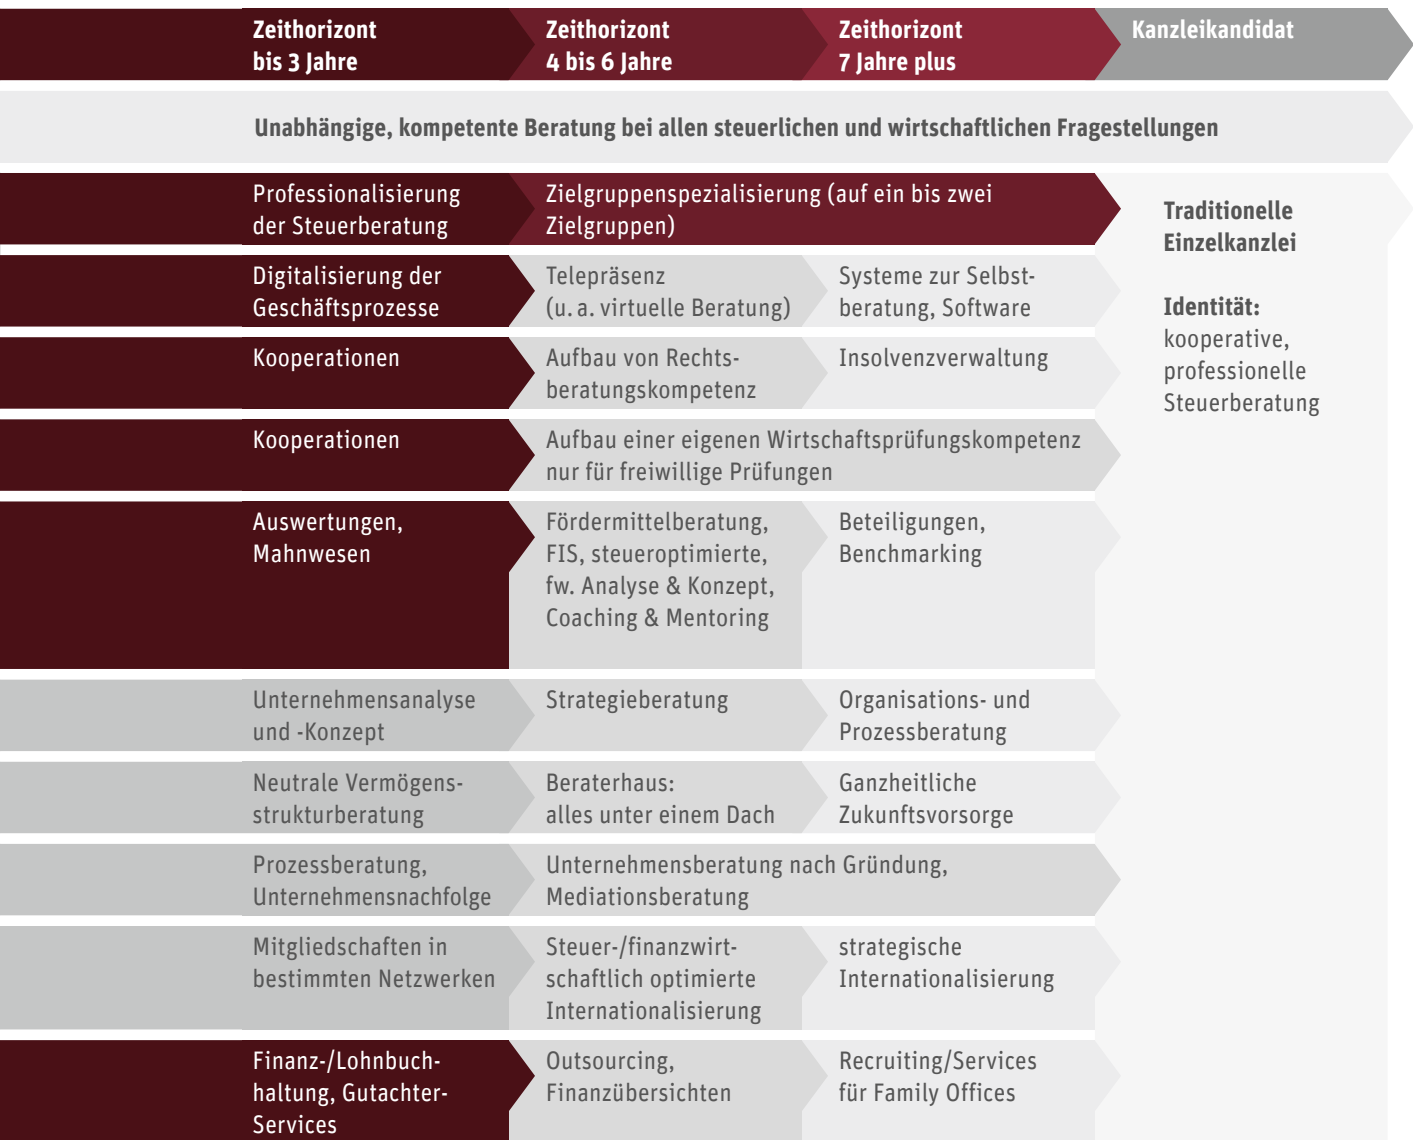 Zeithorizont
bis 3 Jahre
Zeithorizont
4 bis 6 Jahre
Zeithorizont
7 Jahre plus
Kanzleikandidat
Unabhängige, kompetente Beratung bei allen steuerlichen und wirtschaftlichen Fragestellungen
Professionalisierung
der Steuerberatung
Zielgruppenspezialisierung (auf ein bis zwei
Zielgruppen)
Digitalisierung der
Geschäftsprozesse
Telepräsenz
(u. a. virtuelle Beratung)
Systeme zur Selbst-
beratung, Software
Kooperationen
Aufbau von Rechts-
beratungskompetenz
Insolvenzverwaltung
Kooperationen
Aufbau einer eigenen Wirtschaftsprüfungskompetenz
nur für freiwillige Prüfungen
Auswertungen,
Mahnwesen
Fördermittelberatung,
FIS, steueroptimierte,
fw. Analyse & Konzept,
Coaching & Mentoring
Beteiligungen,
Benchmarking
Unternehmensanalyse
und -Konzept
Strategieberatung
Organisations- und
Prozessberatung
Neutrale Vermögens-
strukturberatung
Beraterhaus:
alles unter einem Dach
Ganzheitliche
Zukunftsvorsorge
Prozessberatung,
Unternehmensnachfolge
Unternehmensberatung nach Gründung,
Mediationsberatung
Mitgliedschaften in
bestimmten Netzwerken
Steuer-/finanzwirt-
schaftlich optimierte
Internationalisierung
strategische
Internationalisierung
Finanz-/Lohnbuch-
haltung, Gutachter-
Services
Outsourcing,
Finanzübersichten
Recruiting/Services
für Family Offices
Traditionelle
Einzelkanzlei
Identität:
kooperative,
professionelle
Steuerberatung